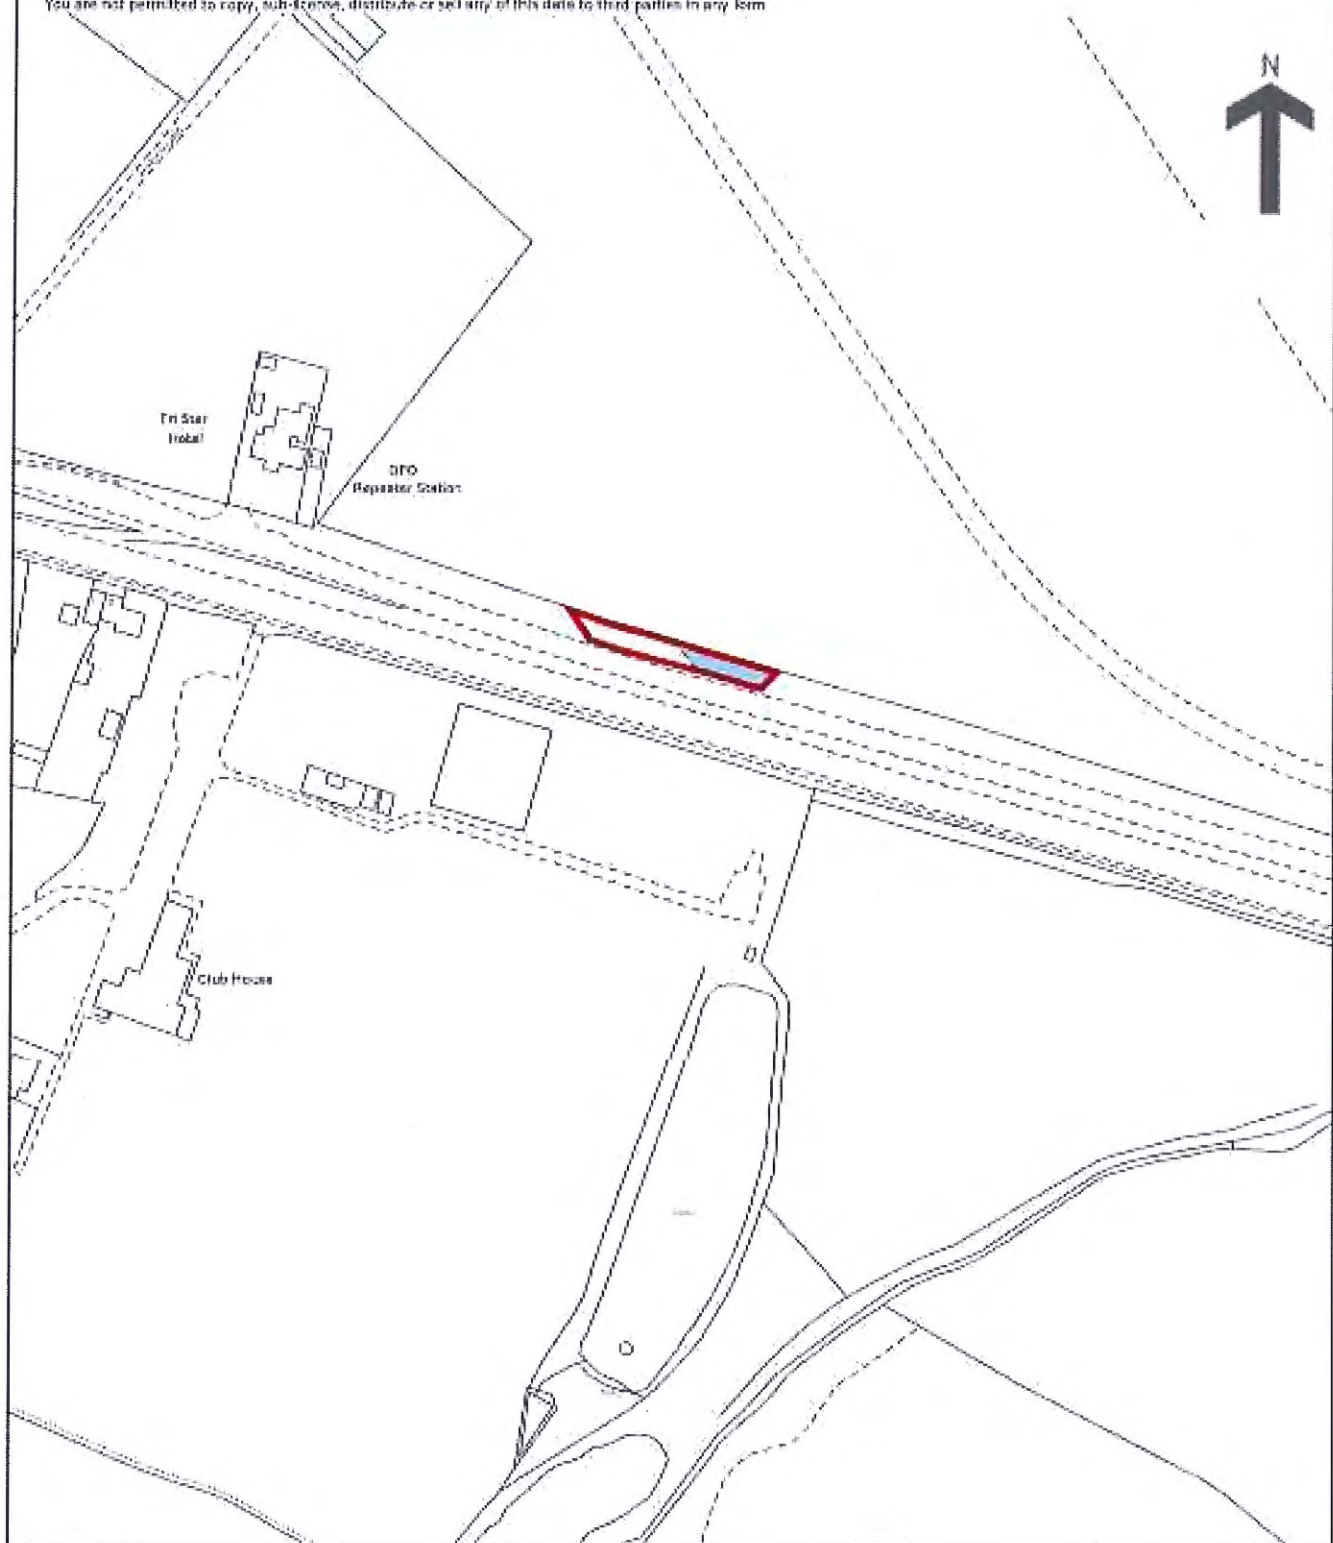 You are not permitted to copy, sub-license, distribute or sell any of this data to third parties in any form
N
Tri Star
Hotel
GPO
Repeater Station
Club House